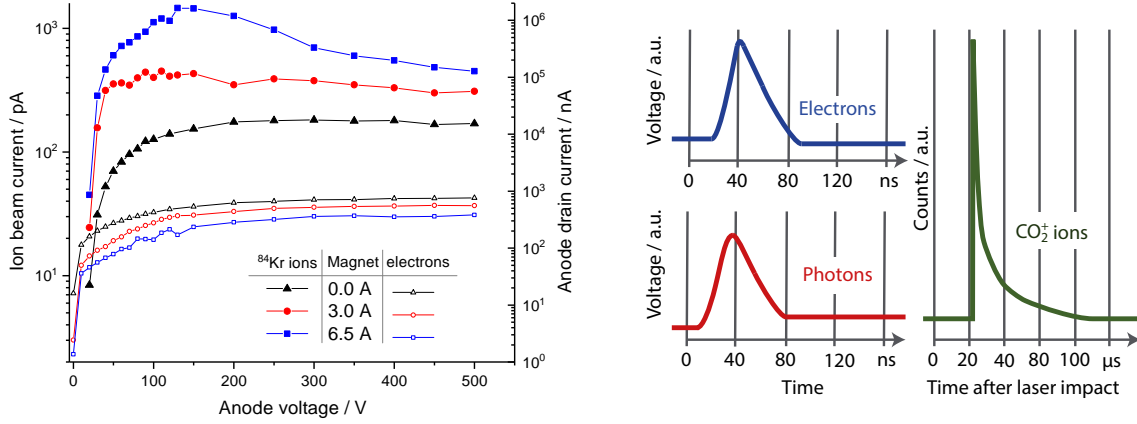 Ion beam current / pA
10³
10²
10¹
0
100
200
300
400
500
Anode voltage / V
10⁶
10⁵
10⁴
10³
10²
10¹
10⁰
Anode drain current / nA
⁸⁴Kr ions Magnet electrons
0.0 A
3.0 A
6.5 A
Voltage / a.u.
Electrons
0 40 80 120 ns
Voltage / a.u.
Photons
0 40 80 120 ns
Time
Counts / a.u.
CO₂⁺ ions
0 20 40 80 100 µs
Time after laser impact